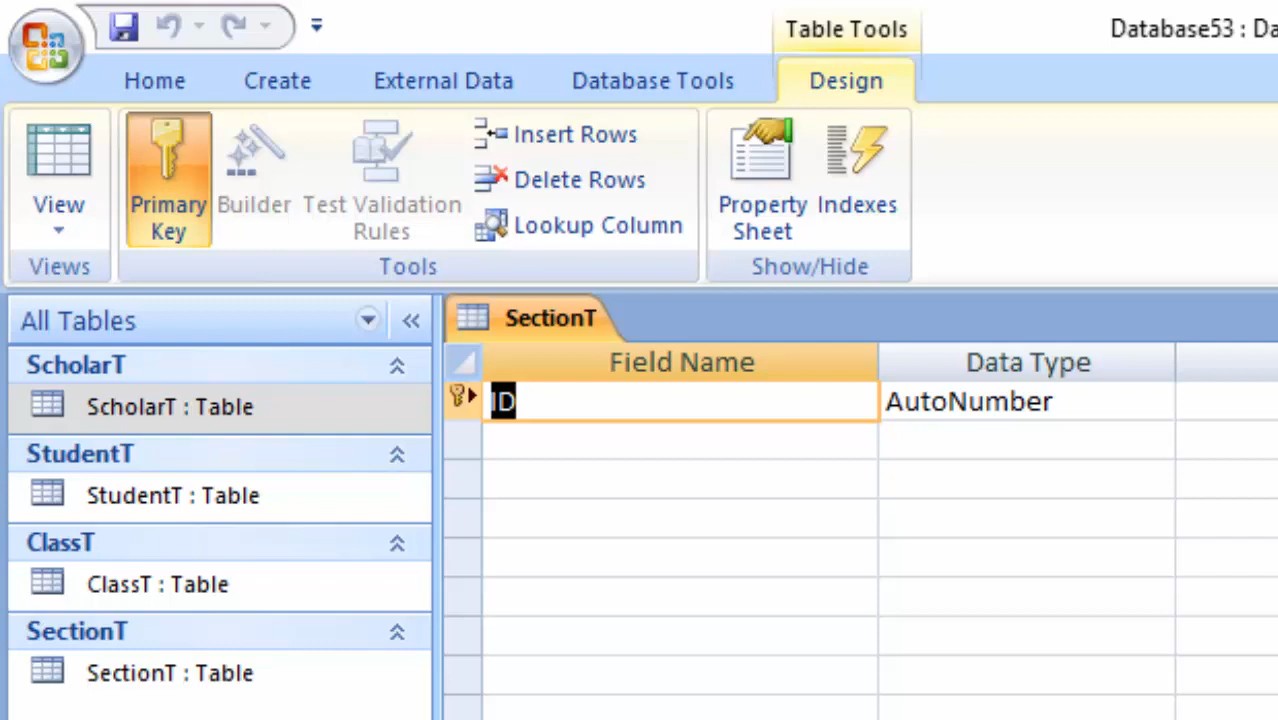 Table Tools
Database53 : Da
Home
Create
External Data
Database Tools
Design
View
Primary
Key
Builder
Test Validation
Rules
Insert Rows
Delete Rows
Lookup Column
Property
Sheet
Indexes
Views
Tools
Show/Hide
All Tables
SectionT
Field Name
Data Type
ScholarT
ID
AutoNumber
ScholarT : Table
StudentT
StudentT : Table
ClassT
ClassT : Table
SectionT
SectionT : Table